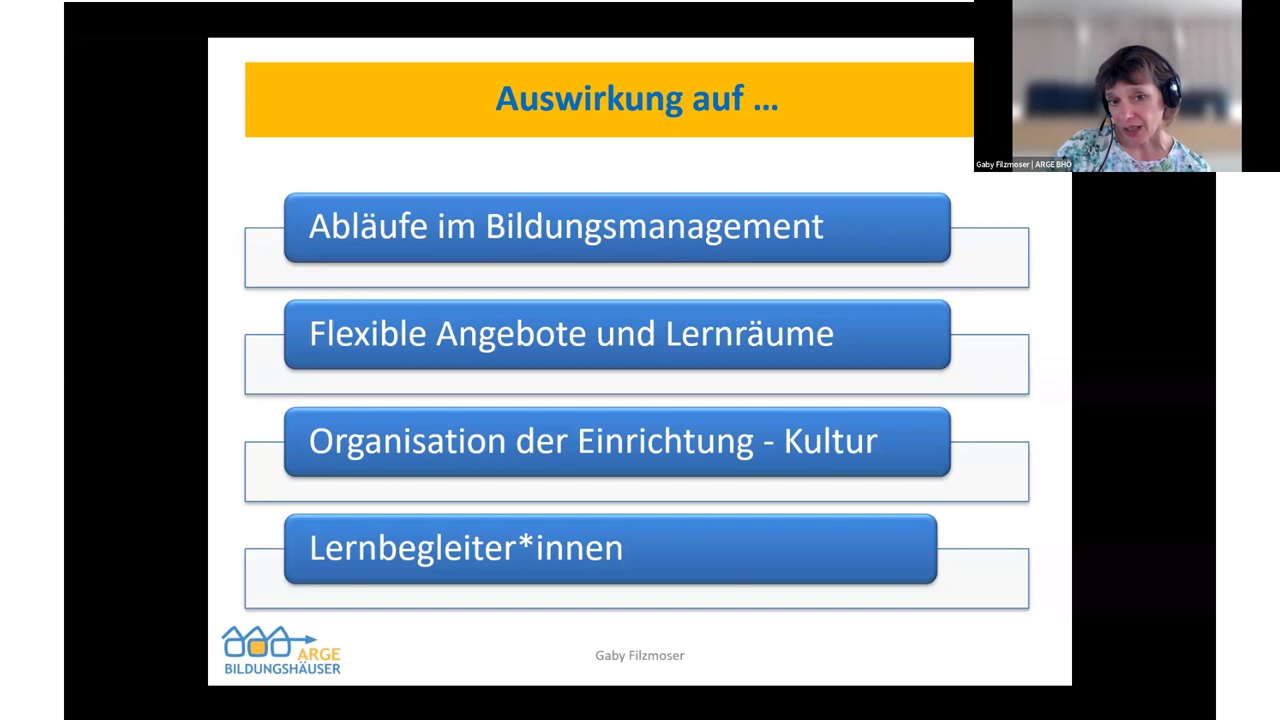 Auswirkung auf ...
Gaby Filzmoser | ARGE BHÖ
Abläufe im Bildungsmanagement
Flexible Angebote und Lernräume
Organisation der Einrichtung - Kultur
Lernbegleiter*innen
ARGE
BILDUNGSHÄUSER
Gaby Filzmoser